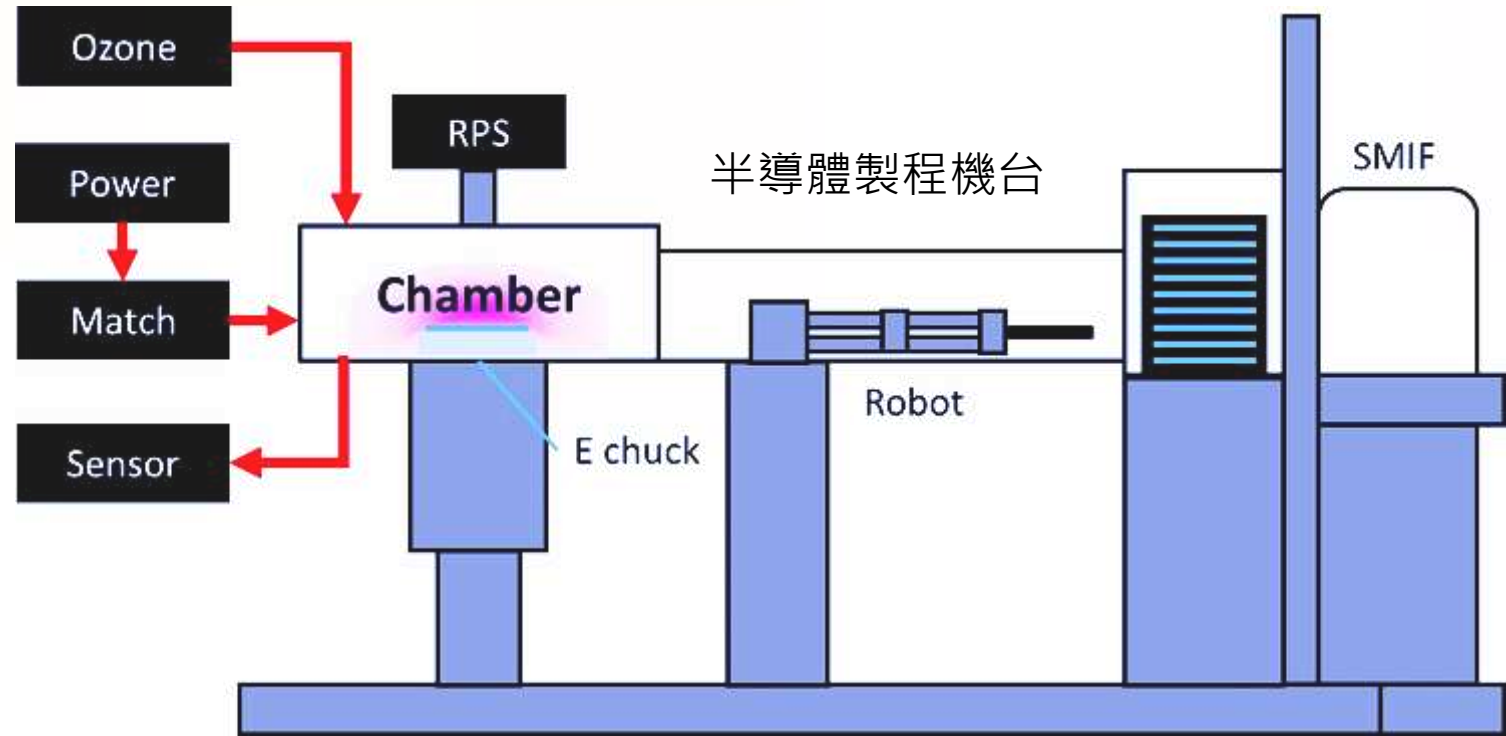 Ozone
RPS
半導體製程機台
SMIF
Power
Chamber
Match
Robot
E chuck
Sensor